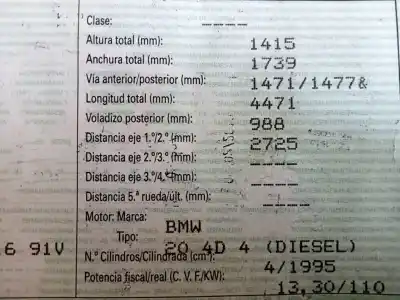 Clase: ----
Altura total (mm): 1415
Anchura total (mm): 1739
Vía anterior/posterior (mm): 1471/1477&
Longitud total (mm): 4471
Voladizo posterior (mm): 988
Distancia eje 1.º/2.º (mm): 2725
Distancia eje 2.º/3.º (mm): ----
Distancia eje 3.º/4.º (mm): ----
Distancia 5.ª rueda/últ. (mm): ----
Motor: Marca: BMW
Tipo: 20 4D 4 (DIESEL)
6 91V
N.º Cilindros/Cilindrada (cm³): 4/1995
Potencia fiscal/real (C. V. F./KW): 13,30/110